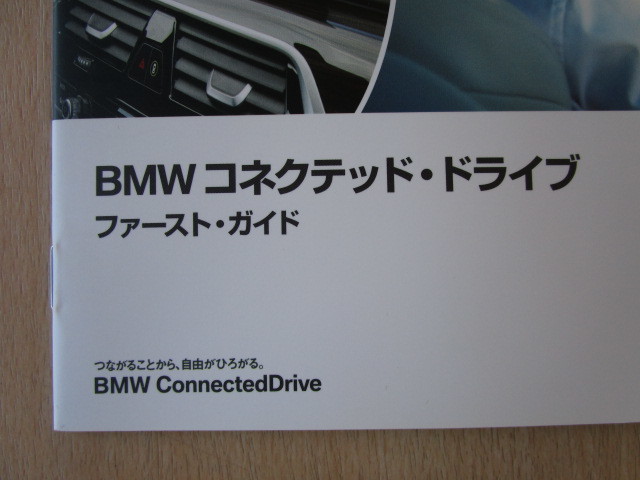 BMW コネクテッド・ドライブ
ファースト・ガイド
つながることから、自由がひろがる。
BMW ConnectedDrive